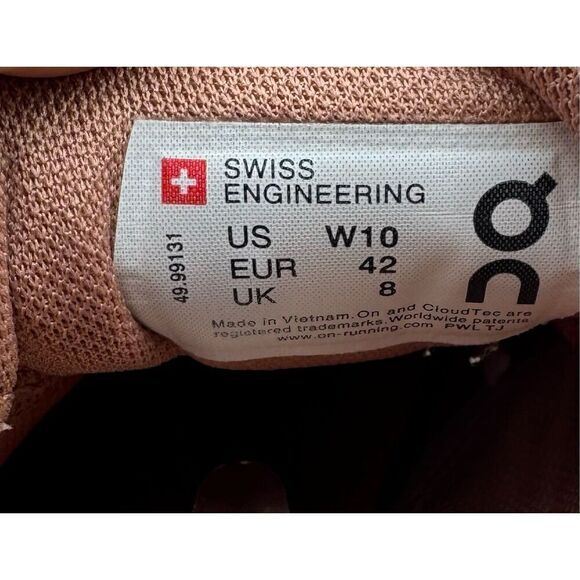 SWISS
ENGINEERING
US W10
EUR 42
UK 8
Made in Vietnam. On and CloudTec are
registered trademarks. Worldwide Patents
www.on-running.com PWL TJ
49.99131
ON